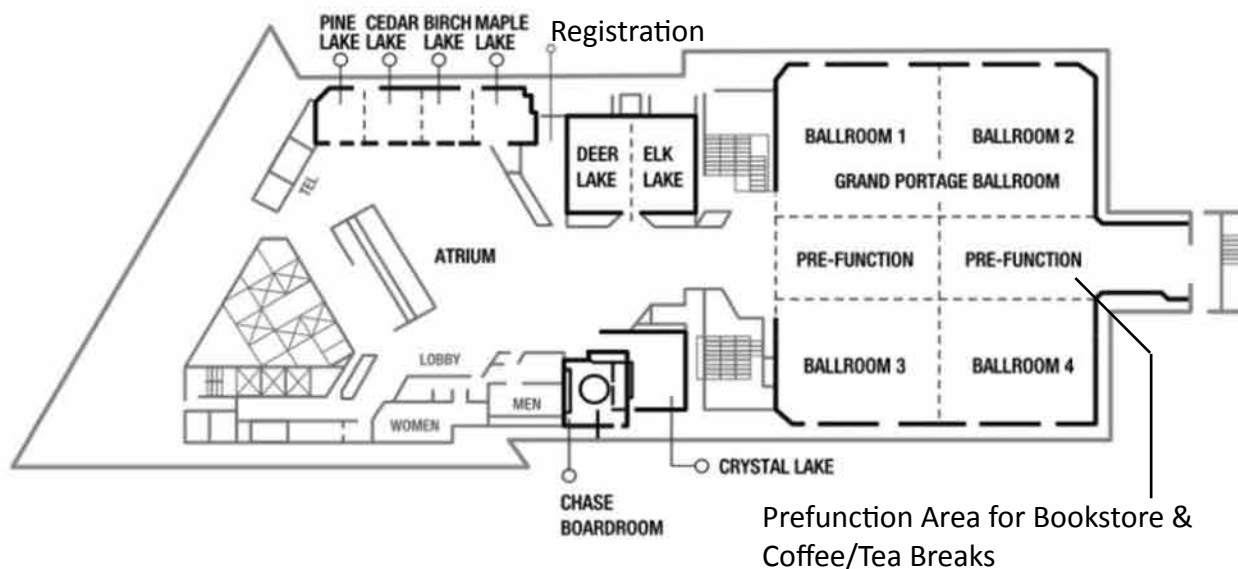 PINE LAKE
CEDAR LAKE
BIRCH LAKE
MAPLE LAKE
Registration
TEL
DEER LAKE
ELK LAKE
BALLROOM 1
BALLROOM 2
GRAND PORTAGE BALLROOM
ATRIUM
PRE-FUNCTION
PRE-FUNCTION
LOBBY
BALLROOM 3
BALLROOM 4
MEN
WOMEN
CRYSTAL LAKE
CHASE
BOARDROOM
Prefunction Area for Bookstore &
Coffee/Tea Breaks